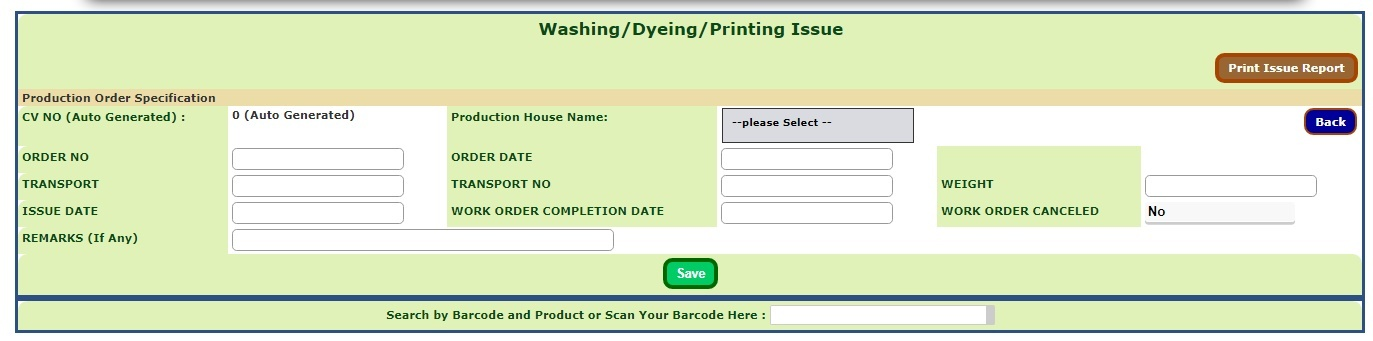 Washing/Dyeing/Printing Issue
Print Issue Report
Production Order Specification
CV NO (Auto Generated) : 0 (Auto Generated) Production House Name: --please Select -- Back
ORDER NO ORDER DATE
TRANSPORT TRANSPORT NO WEIGHT
ISSUE DATE WORK ORDER COMPLETION DATE WORK ORDER CANCELED No
REMARKS (If Any)
Save
Search by Barcode and Product or Scan Your Barcode Here :